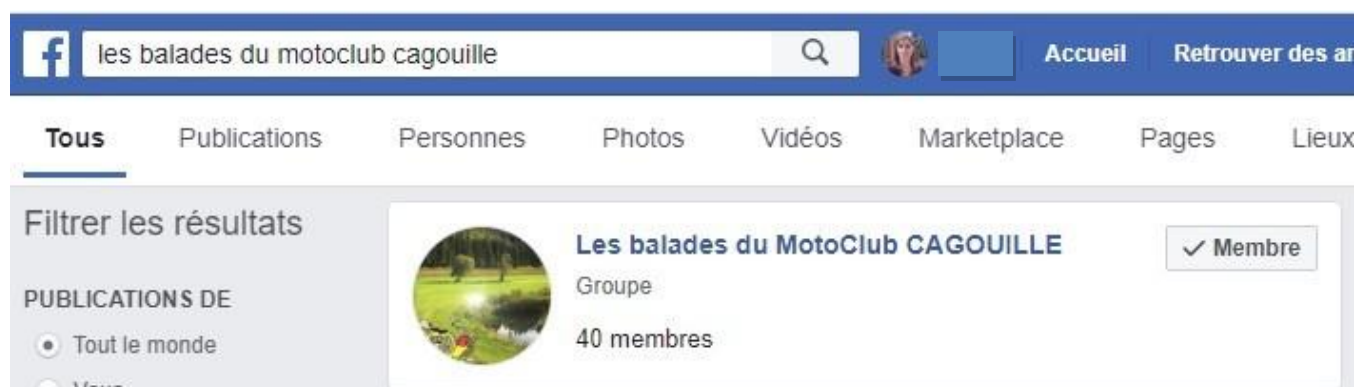 f les balades du motoclub cagouille Accueil Retrouver des
Tous Publications Personnes Photos Vidéos Marketplace Pages Lieux
Filtrer les résultats
PUBLICATIONS DE
Tout le monde
Les balades du MotoClub CAGOUILLE
Groupe
40 membres
Membre